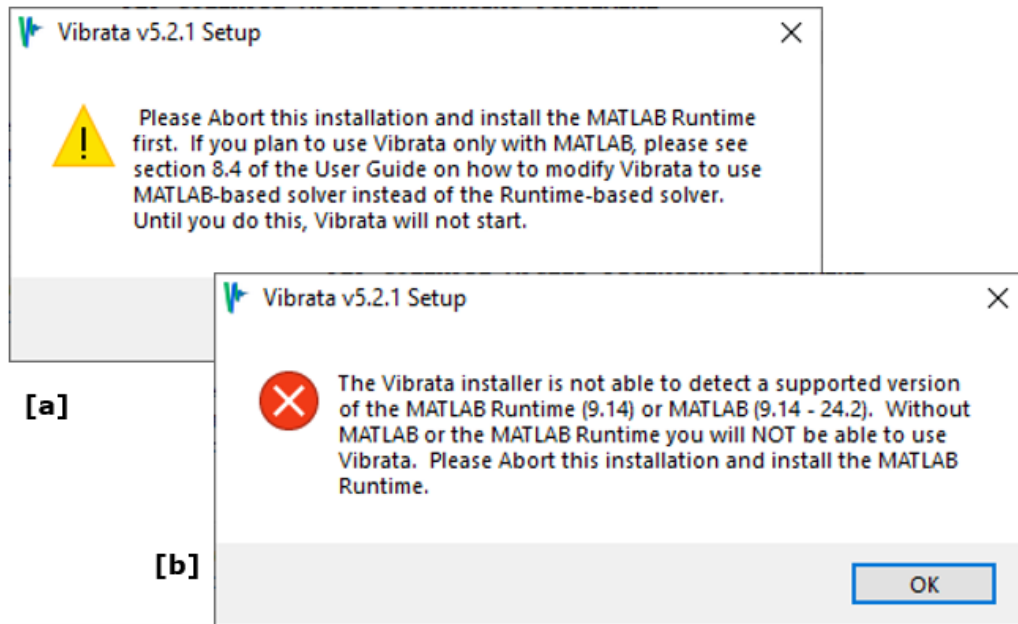 Vibrata v5.2.1 Setup
Please Abort this installation and install the MATLAB Runtime
first.  If you plan to use Vibrata only with MATLAB, please see
section 8.4 of the User Guide on how to modify Vibrata to use
MATLAB-based solver instead of the Runtime-based solver.
Until you do this, Vibrata will not start.
[a]
Vibrata v5.2.1 Setup
The Vibrata installer is not able to detect a supported version
of the MATLAB Runtime (9.14) or MATLAB (9.14 - 24.2).  Without
MATLAB or the MATLAB Runtime you will NOT be able to use
Vibrata.  Please Abort this installation and install the MATLAB
Runtime.
[b]
OK